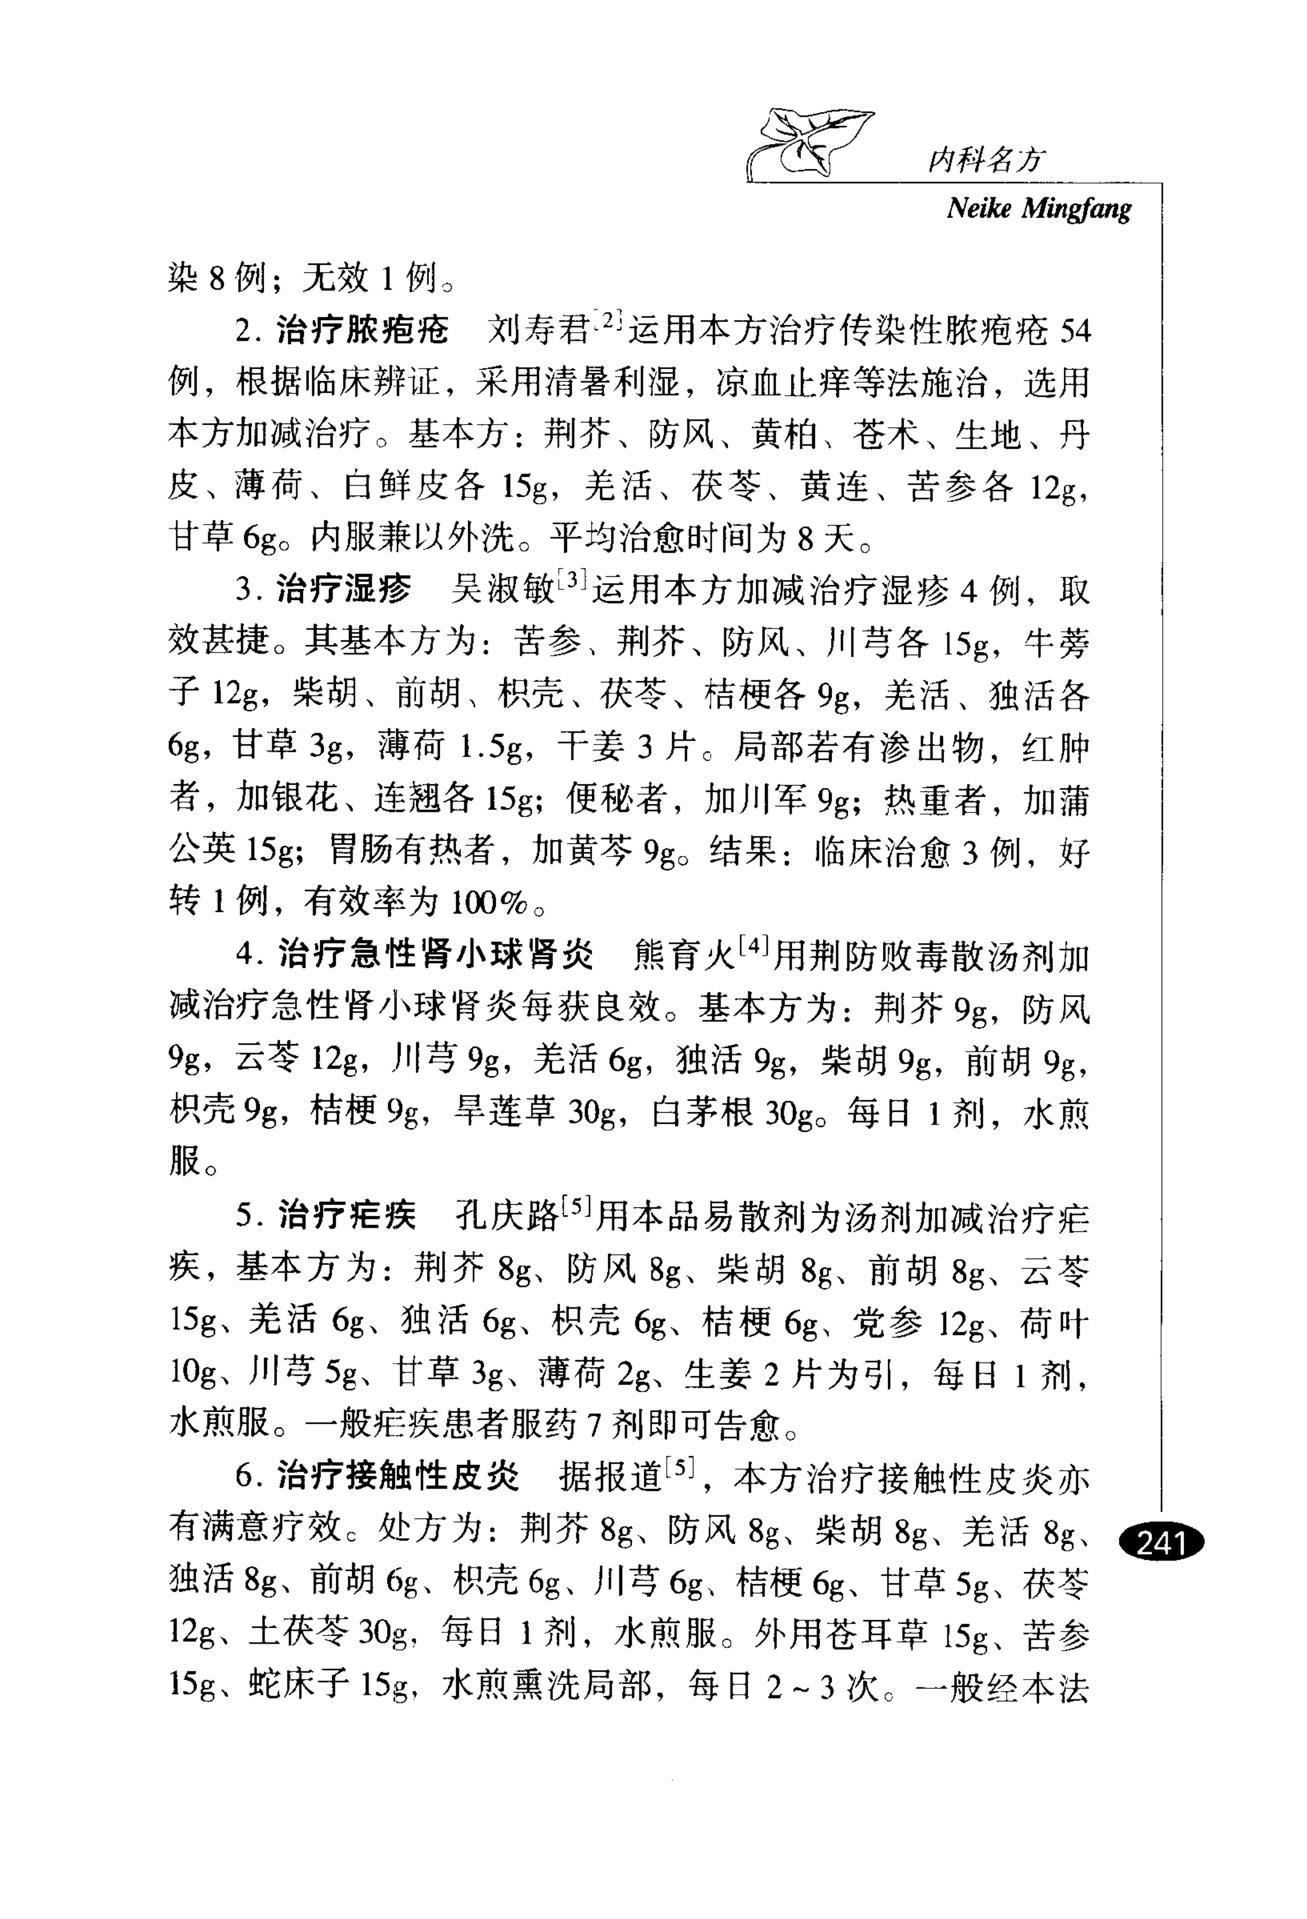 内科名方
Neike Mingfang
染 8 例；无效 1 例。
2. 治疗脓疱疮　刘寿君[2]运用本方治疗传染性脓疱疮 54
例，根据临床辨证，采用清暑利湿，凉血止痒等法施治，选用
本方加减治疗。基本方：荆芥、防风、黄柏、苍术、生地、丹
皮、薄荷、白鲜皮各 15g，羌活、茯苓、黄连、苦参各 12g，
甘草 6g。内服兼以外洗。平均治愈时间为 8 天。
3. 治疗湿疹　吴淑敏[3]运用本方加减治疗湿疹 4 例，取
效甚捷。其基本方为：苦参、荆芥、防风、川芎各 15g，牛蒡
子 12g，柴胡、前胡、枳壳、茯苓、桔梗各 9g，羌活、独活各
6g，甘草 3g，薄荷 1.5g，干姜 3 片。局部若有渗出物，红肿
者，加银花、连翘各 15g；便秘者，加川军 9g；热重者，加蒲
公英 15g；胃肠有热者，加黄芩 9g。结果：临床治愈 3 例，好
转 1 例，有效率为 100%。
4. 治疗急性肾小球肾炎　熊育火[4]用荆防败毒散汤剂加
减治疗急性肾小球肾炎每获良效。基本方为：荆芥 9g，防风
9g，云苓 12g，川芎 9g，羌活 6g，独活 9g，柴胡 9g，前胡 9g，
枳壳 9g，桔梗 9g，旱莲草 30g，白茅根 30g。每日 1 剂，水煎
服。
5. 治疗疟疾　孔庆路[5]用本品易散剂为汤剂加减治疗疟
疾，基本方为：荆芥 8g、防风 8g、柴胡 8g、前胡 8g、云苓
15g、羌活 6g、独活 6g、枳壳 6g、桔梗 6g、党参 12g、荷叶
10g、川芎 5g、甘草 3g、薄荷 2g、生姜 2 片为引，每日 1 剂，
水煎服。一般疟疾患者服药 7 剂即可告愈。
6. 治疗接触性皮炎　据报道[5]，本方治疗接触性皮炎亦
有满意疗效。处方为：荆芥 8g、防风 8g、柴胡 8g、羌活 8g、
独活 8g、前胡 6g、枳壳 6g、川芎 6g、桔梗 6g、甘草 5g、茯苓
12g、土茯苓 30g，每日 1 剂，水煎服。外用苍耳草 15g、苦参
15g、蛇床子 15g，水煎熏洗局部，每日 2～3 次。一般经本法
241